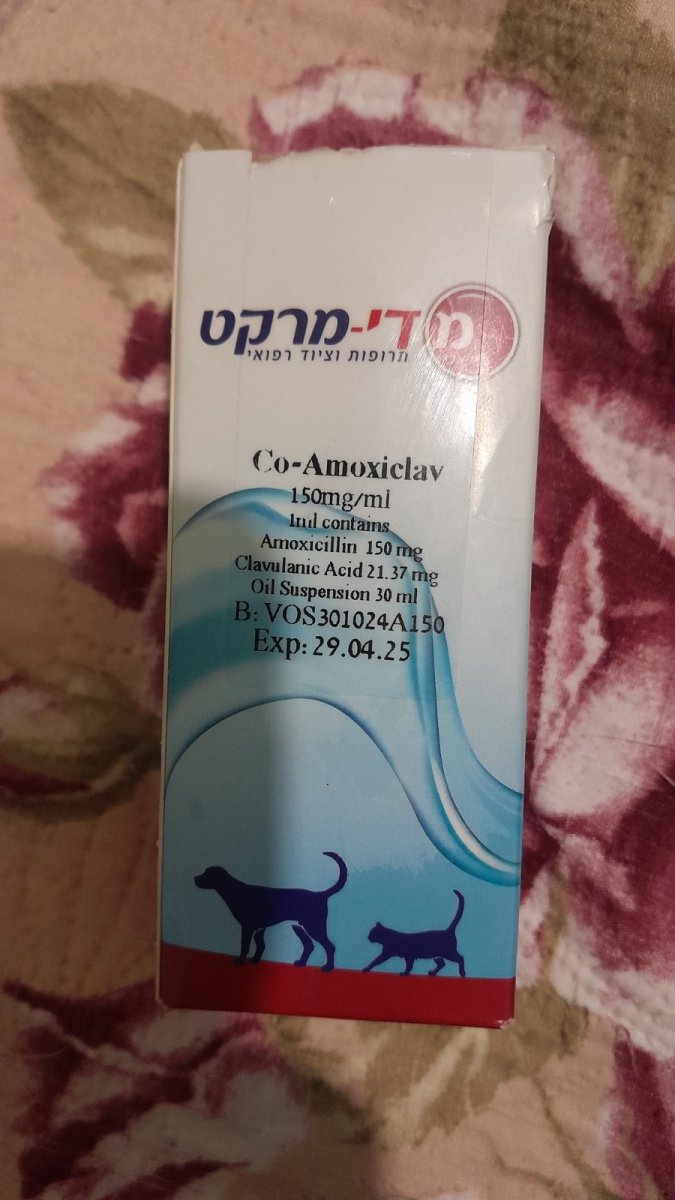 מדי-מרקט
תרופות וציוד רפואי
Co-Amoxiclav
150mg/ml
1ml contains
Amoxicillin 150 mg
Clavulanic Acid 21.37 mg
Oil Suspension 30 ml
B: VOS301024A150
Exp: 29.04.25